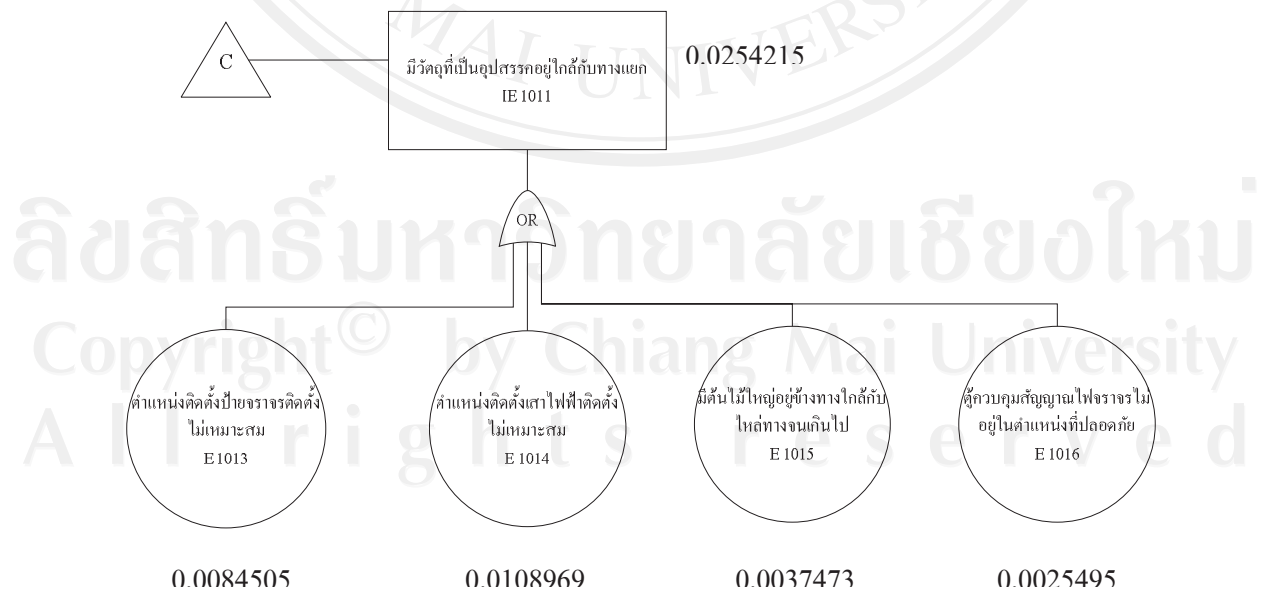 MAI UNIVERS
C
มีวัตถุที่เป็นอุปสรรคอยู่ใกล้กับทางแยก
IE 1011
0.0254215
OR
ลิขสิทธิ์มหาวิทยาลัยเชียงใหม่
Copyright© by Chiang Mai University
All rights reserved
ตำแหน่งติดตั้งป้ายจราจรติดตั้ง
ไม่เหมาะสม
E 1013
ตำแหน่งติดตั้งเสาไฟฟ้าติดตั้ง
ไม่เหมาะสม
E 1014
มีต้นไม้ใหญ่อยู่ข้างทางใกล้กับ
ไหล่ทางจนเกินไป
E 1015
ตู้ควบคุมสัญญาณไฟจราจรไม่
อยู่ในตำแหน่งที่ปลอดภัย
E 1016
0.0084505
0.0108969
0.0037473
0.0025495